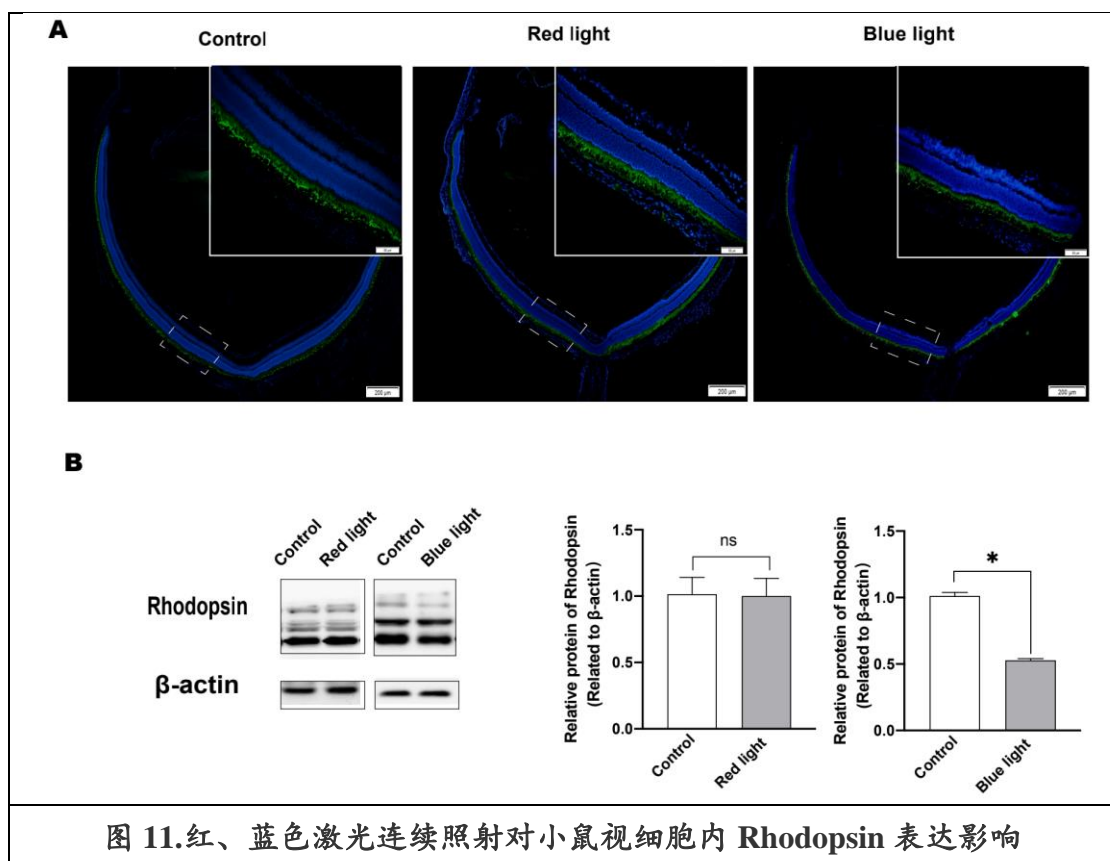 A
Control
Red light
Blue light
200 μm
200 μm
200 μm
B
Control
Red light
Control
Blue light
Rhodopsin
β-actin
Relative protein of Rhodopsin
(Related to β-actin)
1.5
1.0
0.5
0.0
ns
Control
Red light
Relative protein of Rhodopsin
(Related to β-actin)
1.5
1.0
0.5
0.0
*
Control
Blue light
图 11.红、蓝色激光连续照射对小鼠视细胞内 Rhodopsin 表达影响